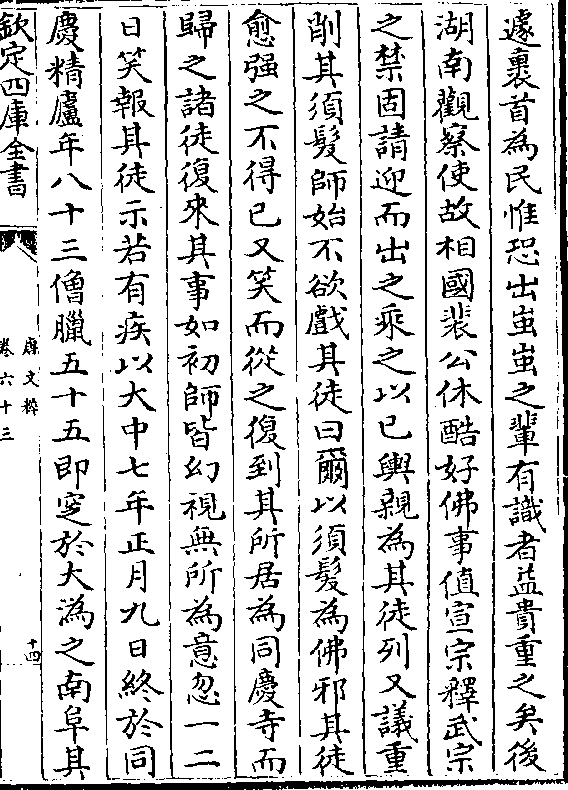 遽裹首為民惟恐出蚩蚩之輩有識者益貴重之矣後
湖南觀察使故相國裴公休酷好佛事值宣宗釋武宗
之禁固請迎而出之乘之以已輿親為其徒列又議重
削其須髮師始不欲戲其徒曰爾以須髮為佛邪其徒
愈强之不得已又笑而從之復到其所居為同慶寺而
歸之諸徒復來其事如初師皆幻視無所為意忽一二
日笑報其徒示若有疾以大中七年正月九日終於同
慶精廬年八十三僧臘五十五即窆於大溈之南阜其
欽定四庫全書
唐文粹
卷六十三
十四